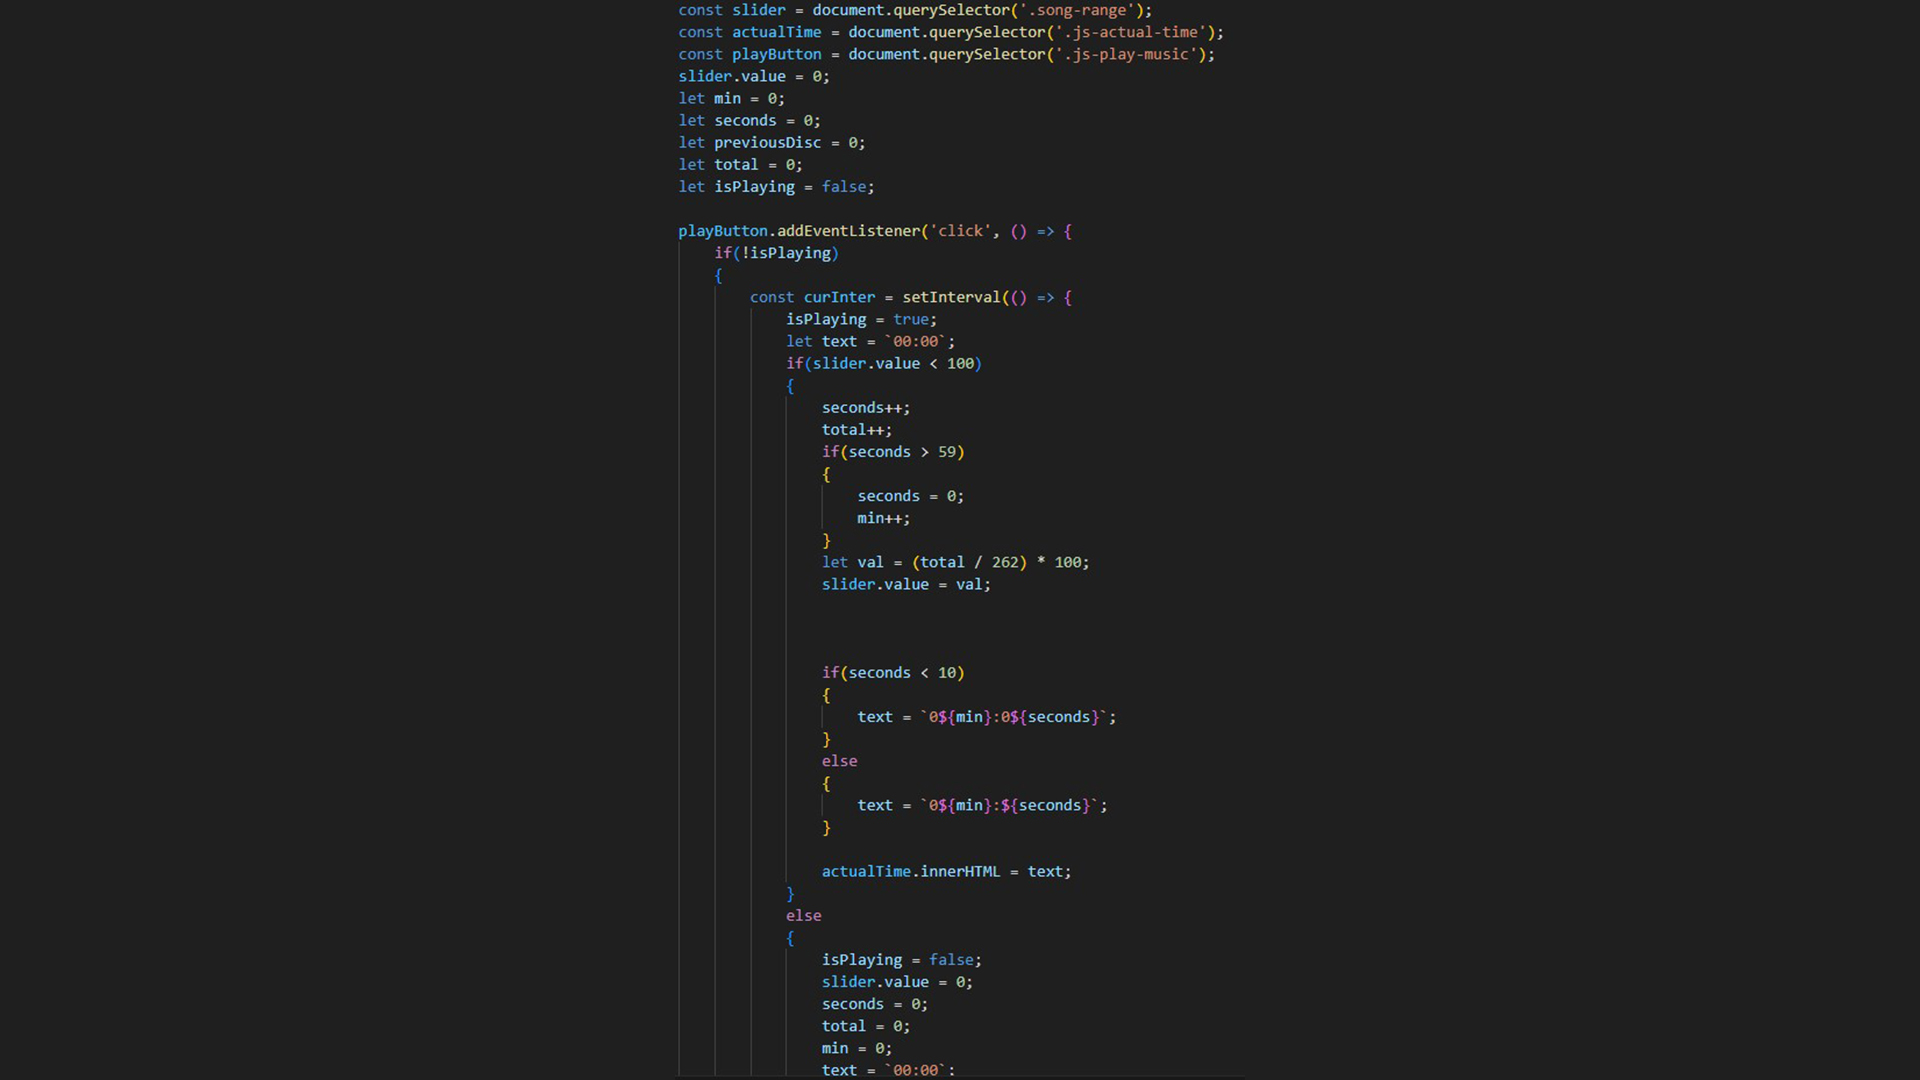 const slider = document.querySelector('.song-range');
const actualTime = document.querySelector('.js-actual-time');
const playButton = document.querySelector('.js-play-music');
slider.value = 0;
let min = 0;
let seconds = 0;
let previousDisc = 0;
let total = 0;
let isPlaying = false;
playButton.addEventListener('click', () => {
if(!isPlaying)
{
const curInter = setInterval(() => {
isPlaying = true;
let text = `00:00`;
if(slider.value < 100)
{
seconds++;
total++;
if(seconds > 59)
{
seconds = 0;
min++;
}
let val = (total / 262) * 100;
slider.value = val;
if(seconds < 10)
{
text = `0${min}:0${seconds}`;
}
else
{
text = `0${min}:${seconds}`;
}
actualTime.innerHTML = text;
}
else
{
isPlaying = false;
slider.value = 0;
seconds = 0;
total = 0;
min = 0;
text = `00:00`;